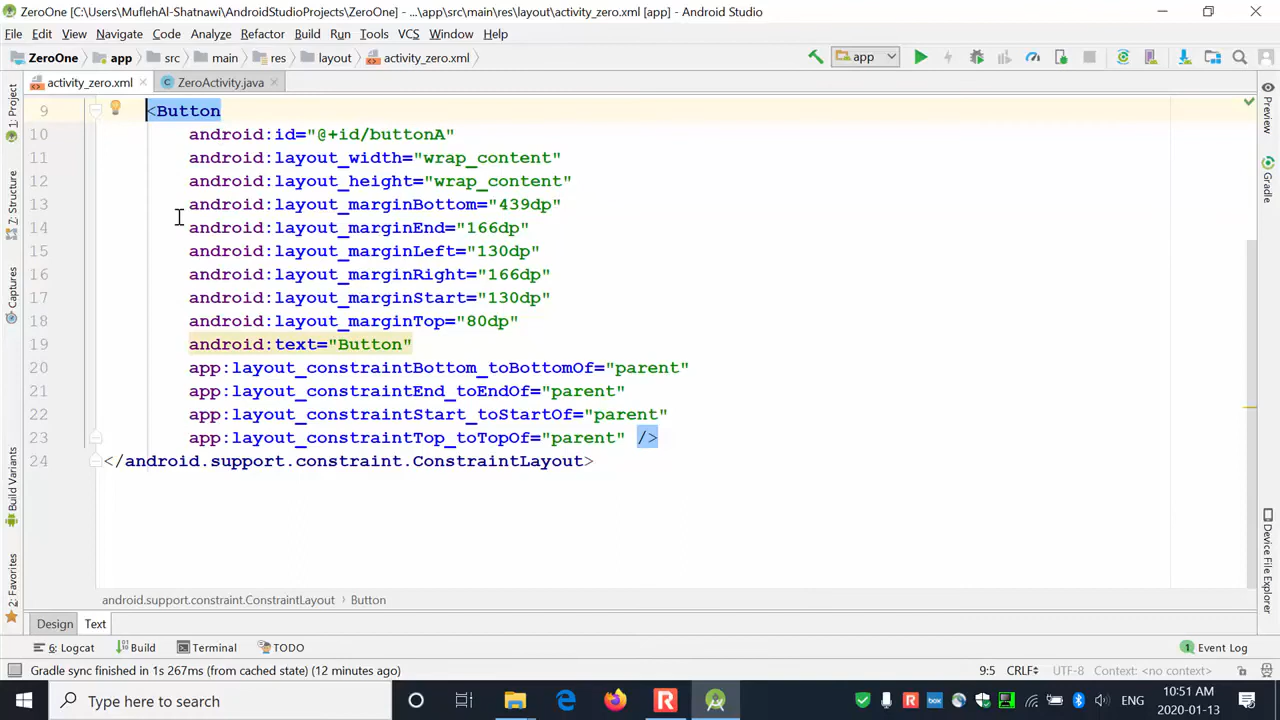 ZeroOne [C:\Users\MuflehAl-Shatnawi\AndroidStudioProjects\ZeroOne] - ...\app\src\main\res\layout\activity_zero.xml [app] - Android Studio
File Edit View Navigate Code Analyze Refactor Build Run Tools VCS Window Help
ZeroOne app src main res layout activity_zero.xml app
activity_zero.xml ZeroActivity.java
1: Project
7: Structure
Captures
Build Variants
2: Favorites
9 <Button
10 android:id="@+id/buttonA"
11 android:layout_width="wrap_content"
12 android:layout_height="wrap_content"
13 android:layout_marginBottom="439dp"
14 android:layout_marginEnd="166dp"
15 android:layout_marginLeft="130dp"
16 android:layout_marginRight="166dp"
17 android:layout_marginStart="130dp"
18 android:layout_marginTop="80dp"
19 android:text="Button"
20 app:layout_constraintBottom_toBottomOf="parent"
21 app:layout_constraintEnd_toEndOf="parent"
22 app:layout_constraintStart_toStartOf="parent"
23 app:layout_constraintTop_toTopOf="parent" />
24 </android.support.constraint.ConstraintLayout>
Preview
Gradle
Device File Explorer
android.support.constraint.ConstraintLayout › Button
Design Text
6: Logcat Build Terminal TODO 1 Event Log
Gradle sync finished in 1s 267ms (from cached state) (12 minutes ago) 9:5 CRLF UTF-8 Context: <no context>
Type here to search R ENG 10:51 AM
2020-01-13